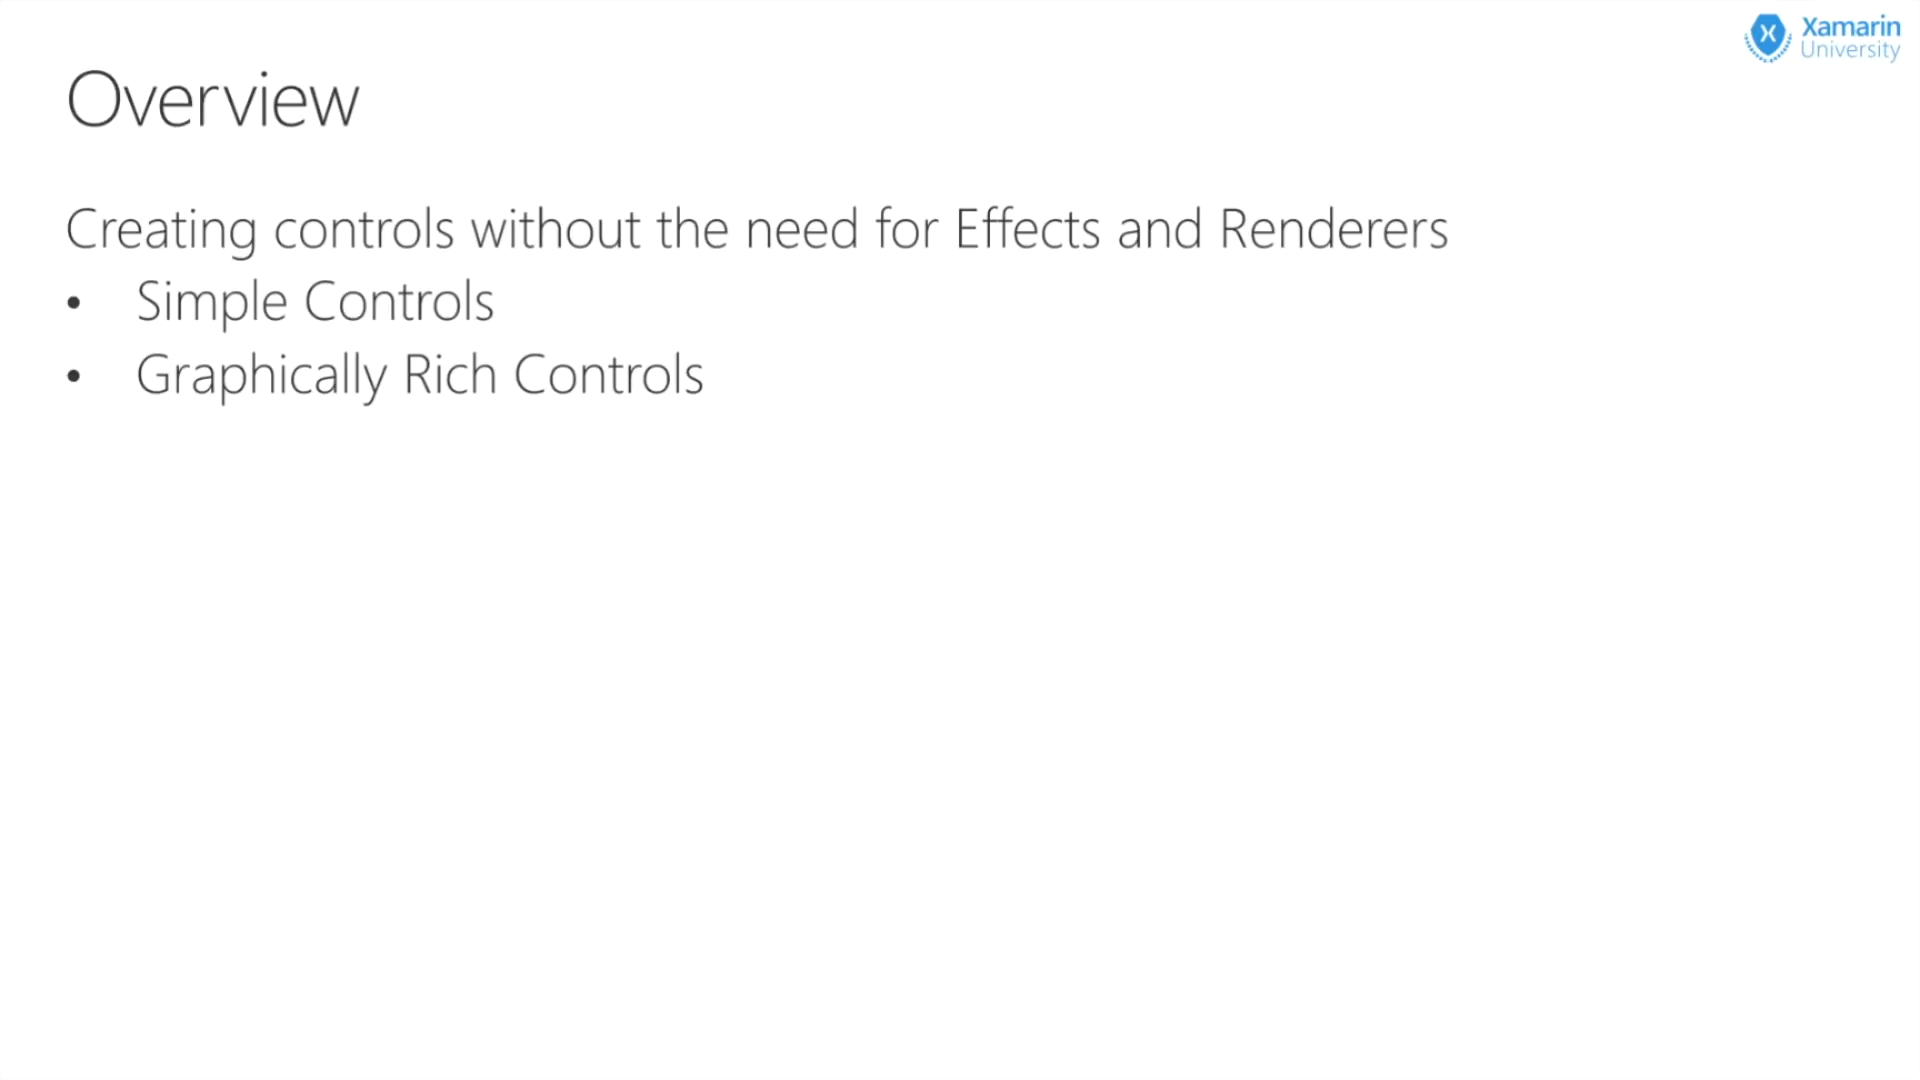 Xamarin
University
Overview
Creating controls without the need for Effects and Renderers
• Simple Controls
• Graphically Rich Controls